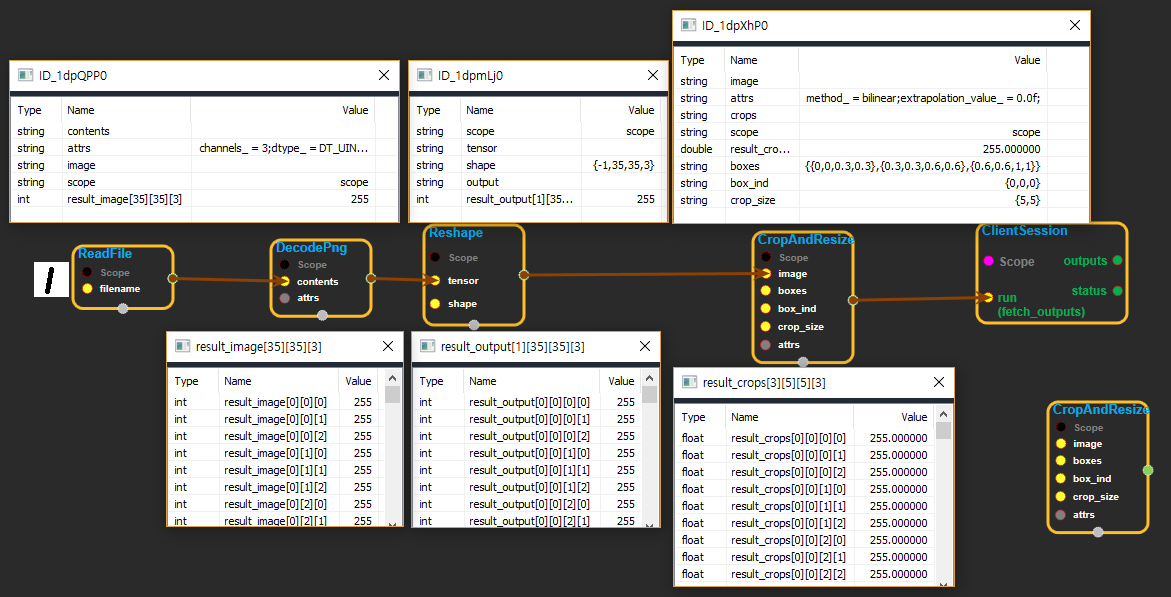 ID_1dpQPP0
Type Name Value
string contents
string attrs channels_ = 3;dtype_ = DT_UIN...
string image
string scope scope
int result_image[35][35][3] 255
ID_1dpmLj0
Type Name Value
string scope scope
string tensor
string shape {-1,35,35,3}
string output
int result_output[1][35... 255
ID_1dpXhP0
Type Name Value
string image
string attrs method_ = bilinear;extrapolation_value_ = 0.0f;
string crops
string scope scope
double result_cro... 255.000000
string boxes {{0,0,0.3,0.3},{0.3,0.3,0.6,0.6},{0.6,0.6,1,1}}
string box_ind {0,0,0}
string crop_size {5,5}
ReadFile
Scope
filename
DecodePng
Scope
contents
attrs
Reshape
Scope
tensor
shape
CropAndResize
Scope
image
boxes
box_ind
crop_size
attrs
ClientSession
Scope outputs
status
run
(fetch_outputs)
result_image[35][35][3]
Type Name Value
int result_image[0][0][0] 255
int result_image[0][0][1] 255
int result_image[0][0][2] 255
int result_image[0][1][0] 255
int result_image[0][1][1] 255
int result_image[0][1][2] 255
int result_image[0][2][0] 255
int result_image[0][2][1] 255
result_output[1][35][35][3]
Type Name Value
int result_output[0][0][0][0] 255
int result_output[0][0][0][1] 255
int result_output[0][0][0][2] 255
int result_output[0][0][1][0] 255
int result_output[0][0][1][1] 255
int result_output[0][0][1][2] 255
int result_output[0][0][2][0] 255
int result_output[0][0][2][1] 255
result_crops[3][5][5][3]
Type Name Value
float result_crops[0][0][0][0] 255.000000
float result_crops[0][0][0][1] 255.000000
float result_crops[0][0][0][2] 255.000000
float result_crops[0][0][1][0] 255.000000
float result_crops[0][0][1][1] 255.000000
float result_crops[0][0][1][2] 255.000000
float result_crops[0][0][2][0] 255.000000
float result_crops[0][0][2][1] 255.000000
float result_crops[0][0][2][2] 255.000000
CropAndResize
Scope
image
boxes
box_ind
crop_size
attrs